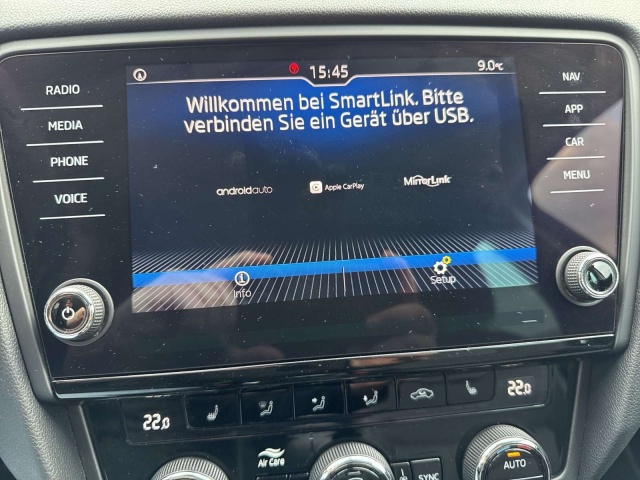 15:45
9.0°C
RADIO
MEDIA
PHONE
VOICE
Willkommen bei SmartLink. Bitte
verbinden Sie ein Gerät über USB.
androidauto
Apple CarPlay
MirrorLink
Info
Setup
NAV
APP
CAR
MENU
22.0
22.0
Air Care
SYNC
AUTO